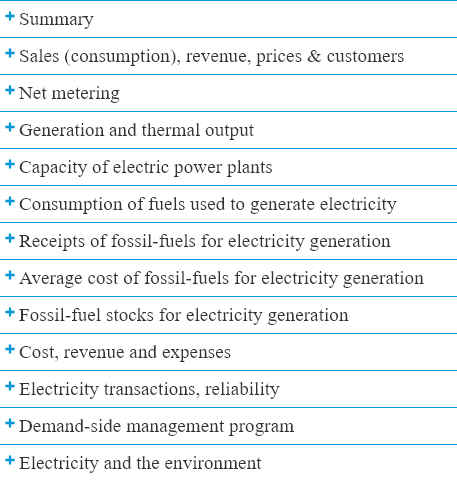 Summary
Sales (consumption), revenue, prices & customers
Net metering
Generation and thermal output
Capacity of electric power plants
Consumption of fuels used to generate electricity
Receipts of fossil-fuels for electricity generation
Average cost of fossil-fuels for electricity generation
Fossil-fuel stocks for electricity generation
Cost, revenue and expenses
Electricity transactions, reliability
Demand-side management program
Electricity and the environment